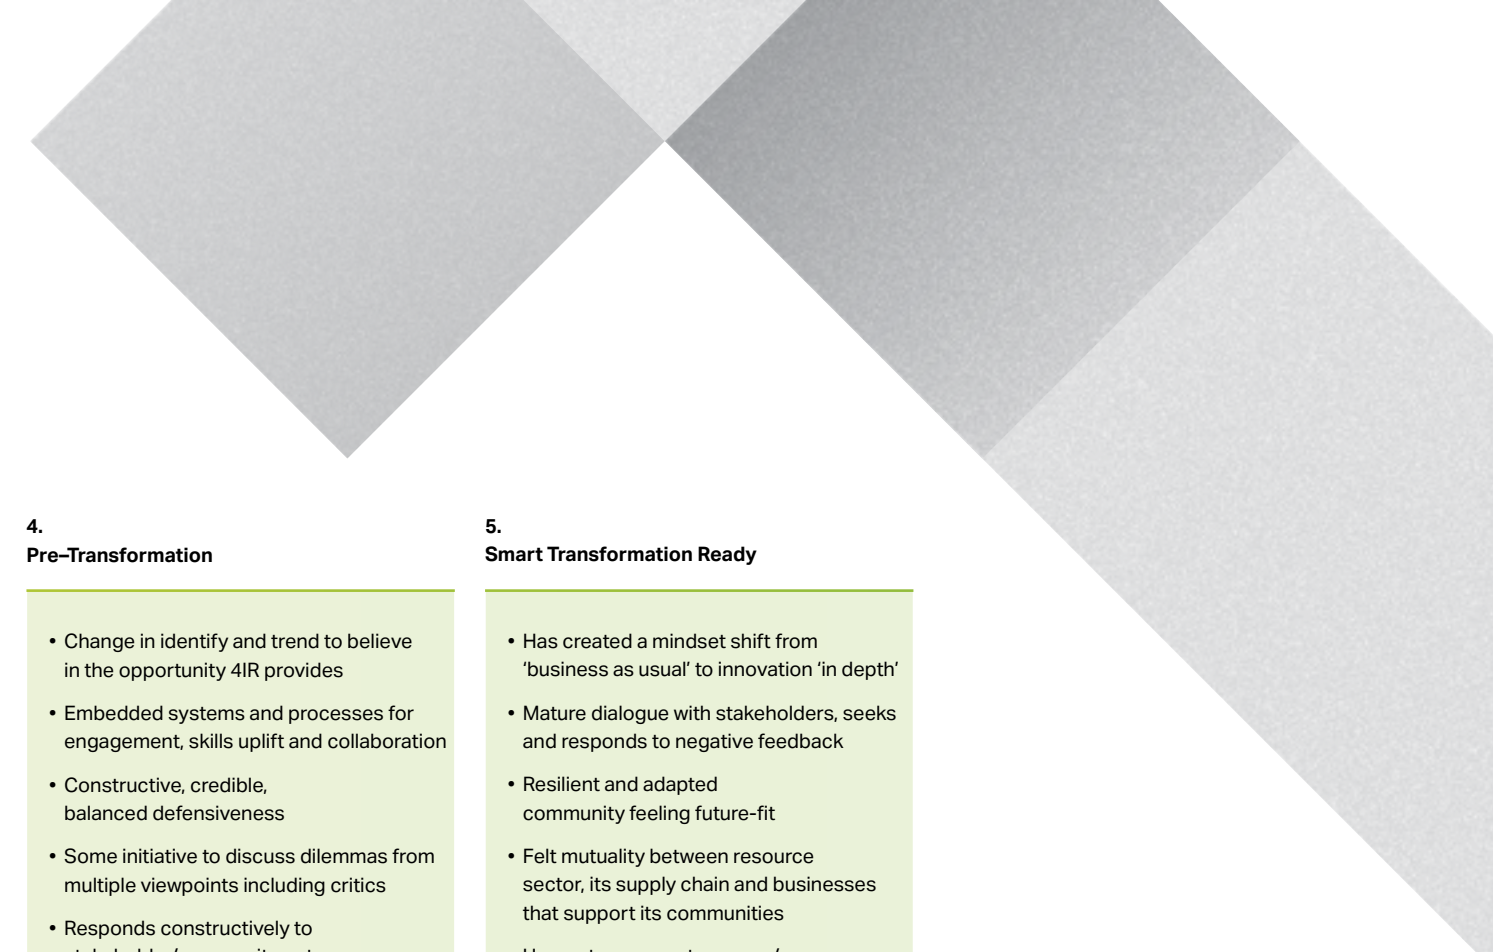 4.
Pre–Transformation
• Change in identify and trend to believe
in the opportunity 4IR provides
• Embedded systems and processes for
engagement, skills uplift and collaboration
• Constructive, credible,
balanced defensiveness
• Some initiative to discuss dilemmas from
multiple viewpoints including critics
• Responds constructively to
5.
Smart Transformation Ready
• Has created a mindset shift from
‘business as usual’ to innovation ‘in depth’
• Mature dialogue with stakeholders, seeks
and responds to negative feedback
• Resilient and adapted
community feeling future-fit
• Felt mutuality between resource
sector, its supply chain and businesses
that support its communities